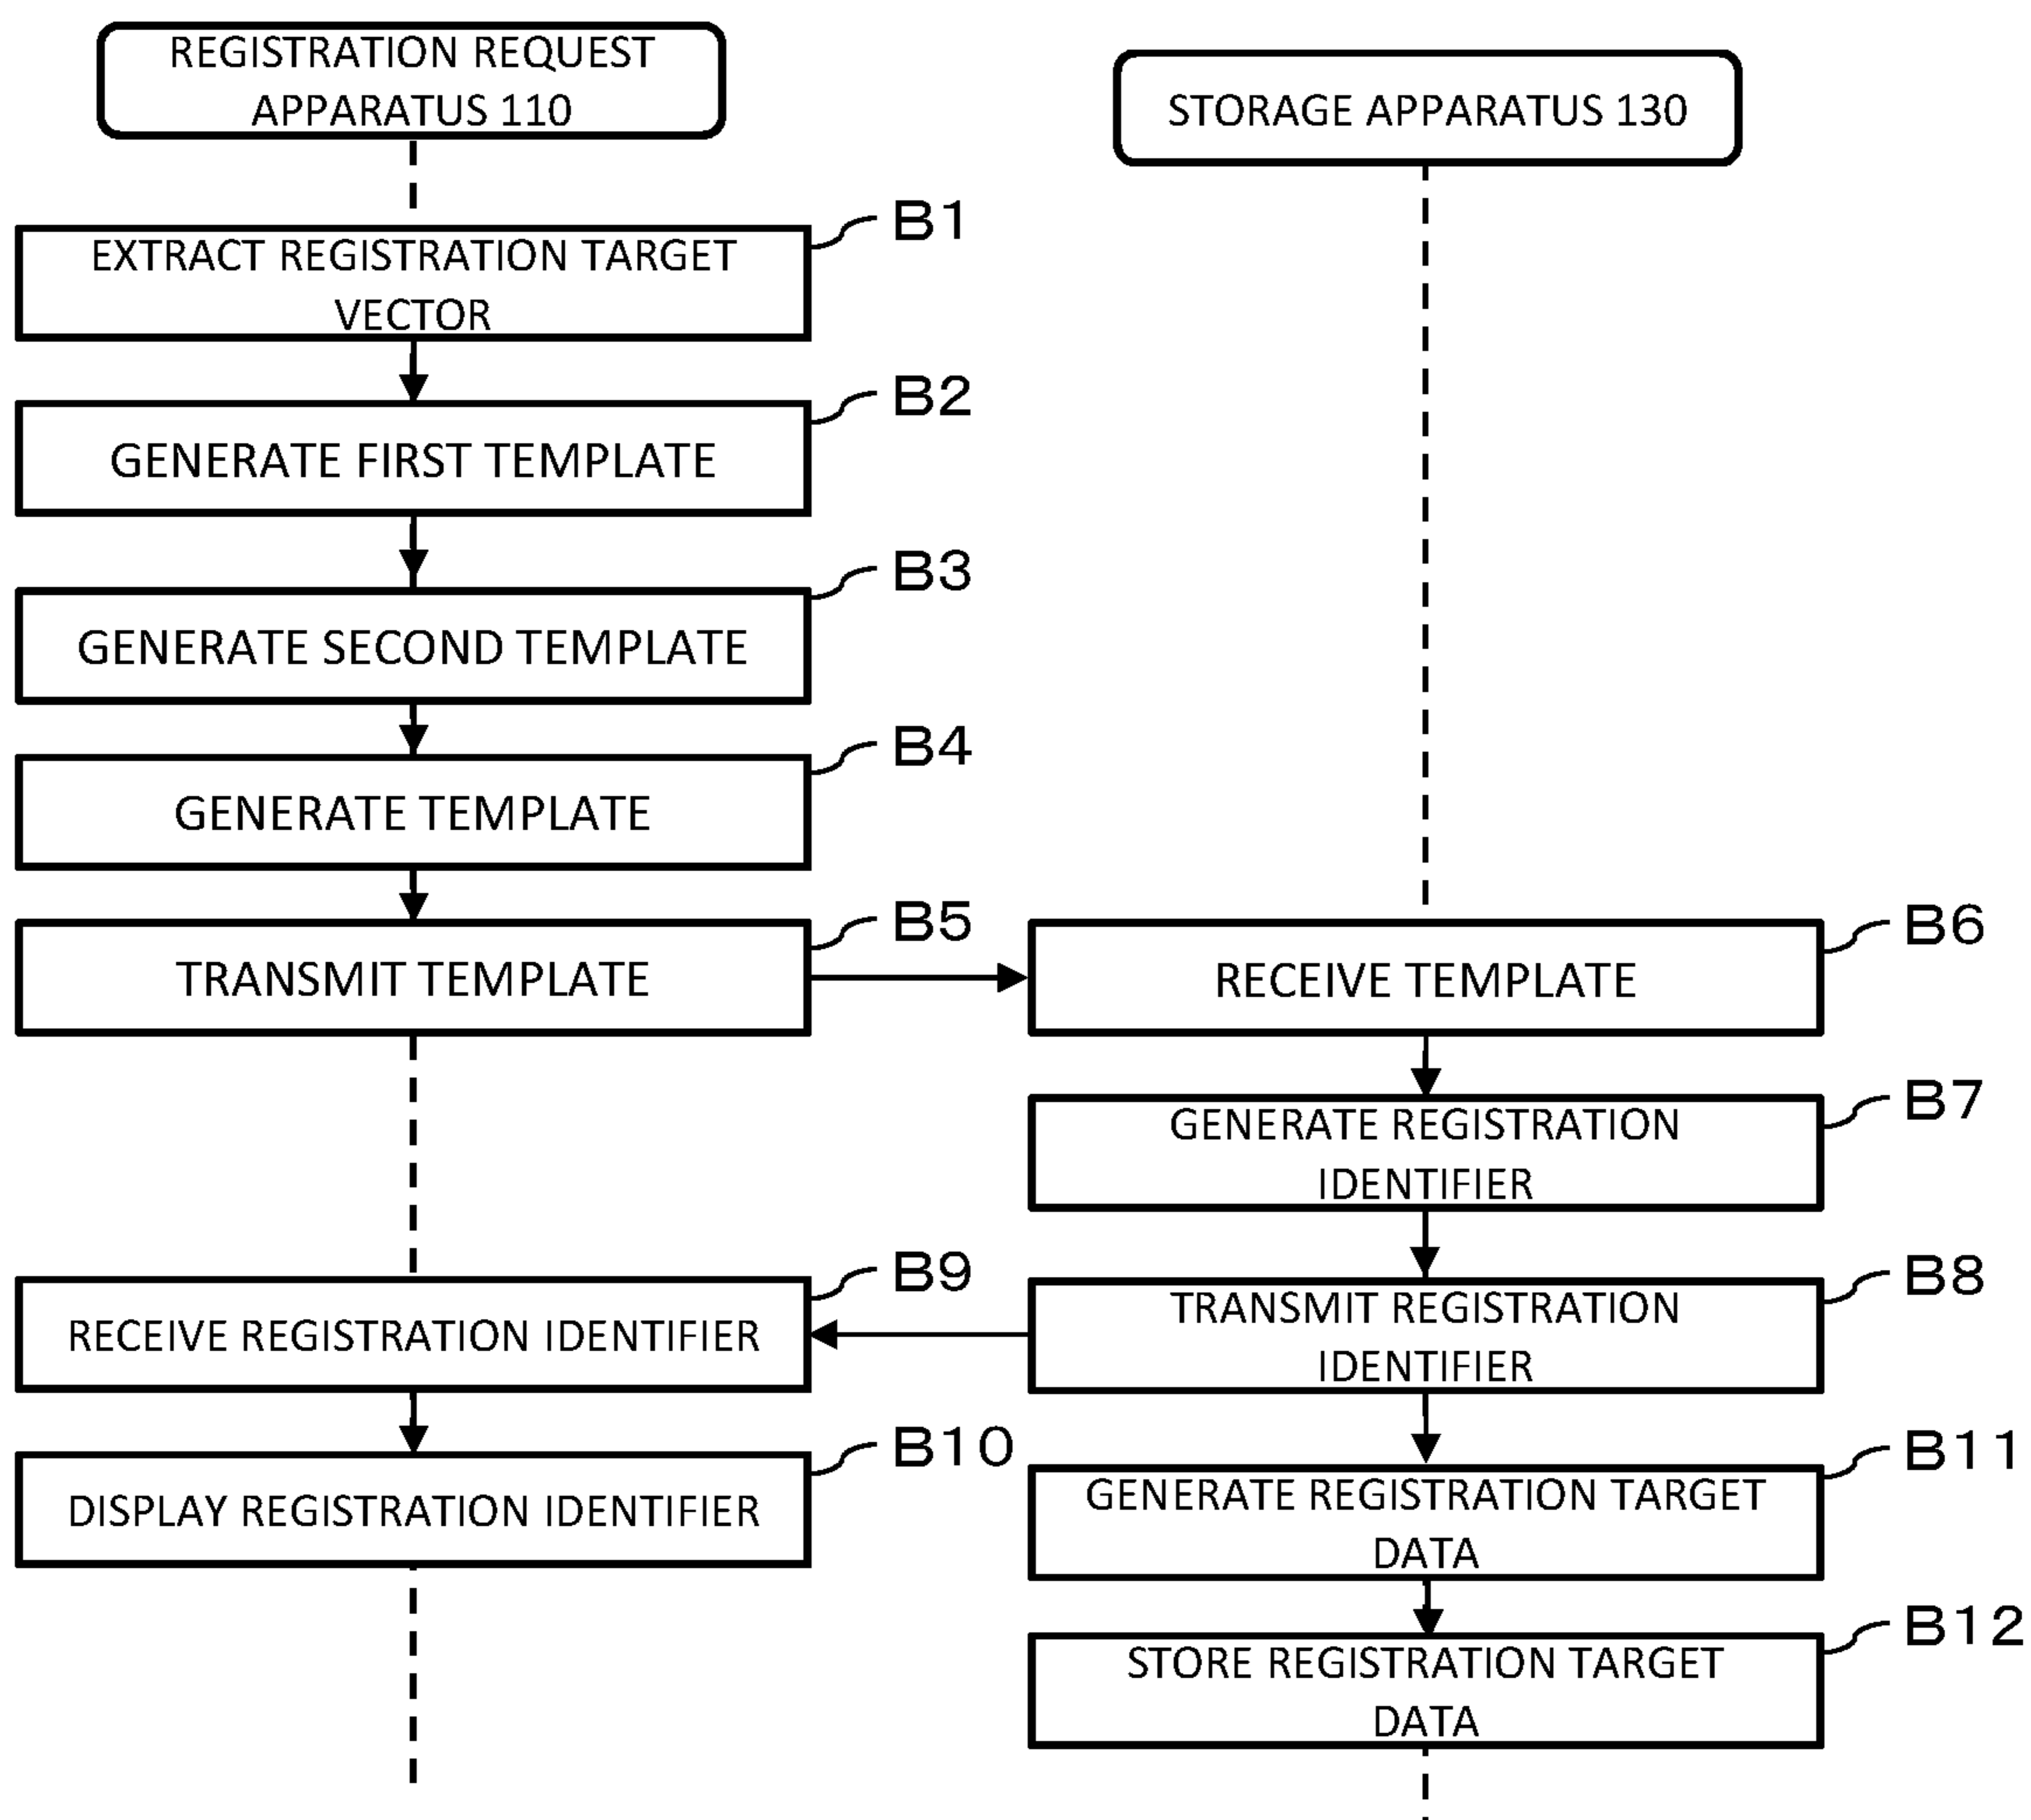 REGISTRATION REQUEST
APPARATUS 110
STORAGE APPARATUS 130
B1
EXTRACT REGISTRATION TARGET
VECTOR
B2
GENERATE FIRST TEMPLATE
B3
GENERATE SECOND TEMPLATE
B4
GENERATE TEMPLATE
B5
TRANSMIT TEMPLATE
B6
RECEIVE TEMPLATE
B7
GENERATE REGISTRATION
IDENTIFIER
B8
TRANSMIT REGISTRATION
IDENTIFIER
B9
RECEIVE REGISTRATION IDENTIFIER
B10
DISPLAY REGISTRATION IDENTIFIER
B11
GENERATE REGISTRATION TARGET
DATA
B12
STORE REGISTRATION TARGET
DATA